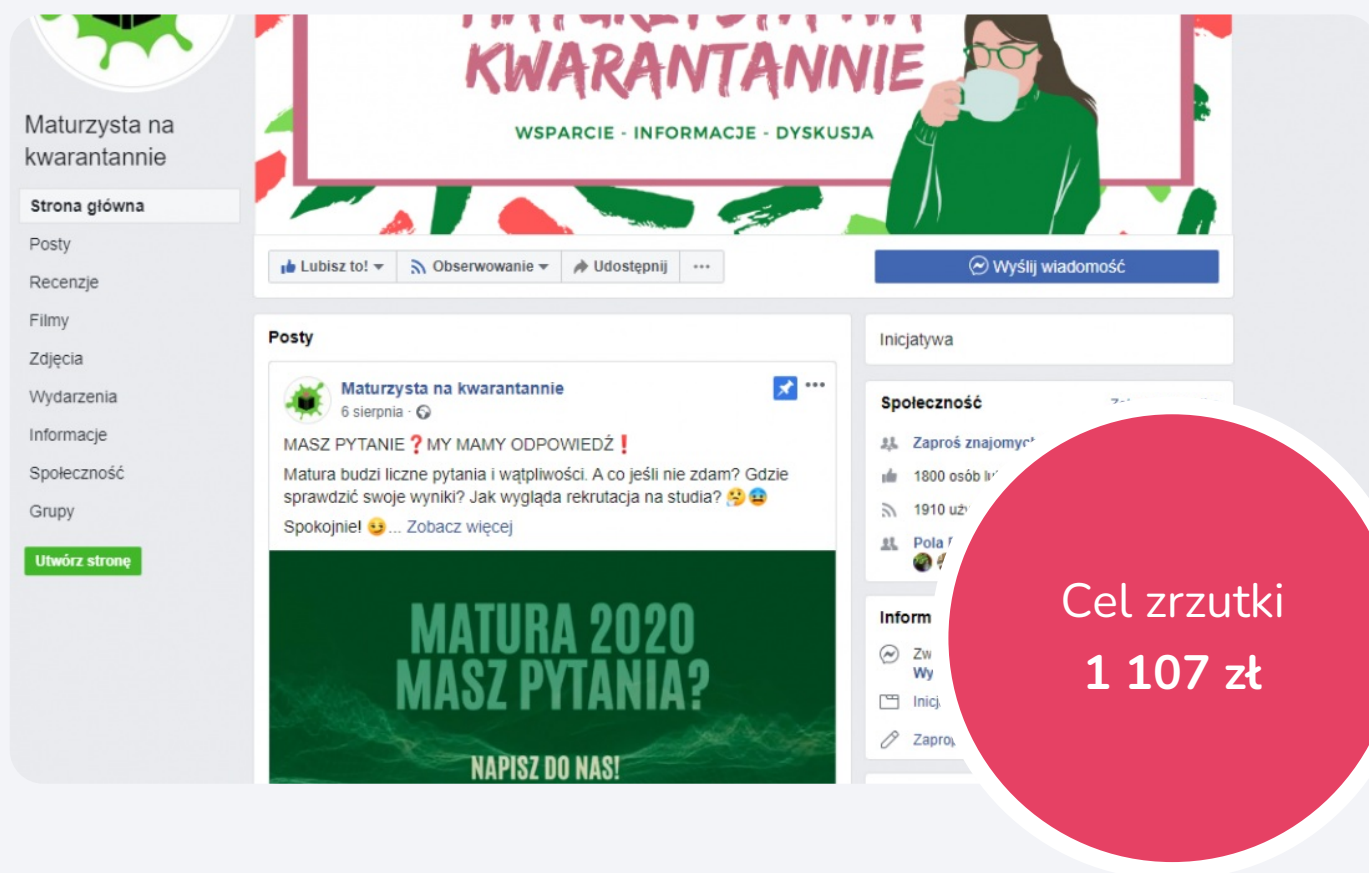 MATURZYSTA NA
KWARANTANNIE
WSPARCIE - INFORMACJE - DYSKUSJA
Maturzysta na
kwarantannie
Strona główna
Posty
Recenzje
Filmy
Zdjęcia
Wydarzenia
Informacje
Społeczność
Grupy
Utwórz stronę
Lubisz to!
Obserwowanie
Udostępnij
Wyślij wiadomość
Posty
Maturzysta na kwarantannie
6 sierpnia
MASZ PYTANIE❓MY MAMY ODPOWIEDŹ❗
Matura budzi liczne pytania i wątpliwości. A co jeśli nie zdam? Gdzie
sprawdzić swoje wyniki? Jak wygląda rekrutacja na studia? 🤔🥶
Spokojnie! 😉... Zobacz więcej
MATURA 2020
MASZ PYTANIA?
NAPISZ DO NAS!
Inicjatywa
Społeczność
Zaproś
1800 osób
1910
Pola
Cel zrzutki
1 107 zł